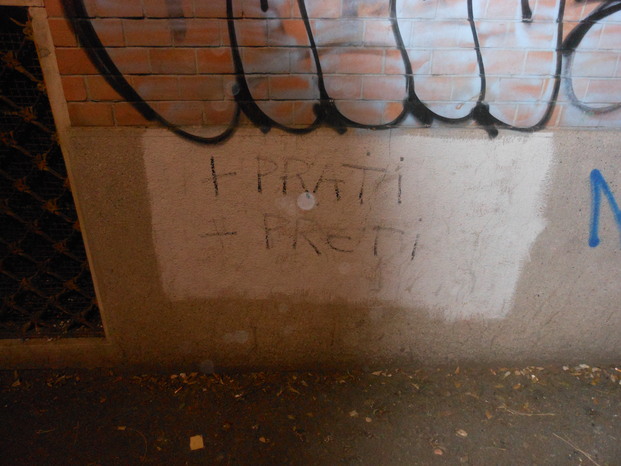 + PRATi
- PRETi
N